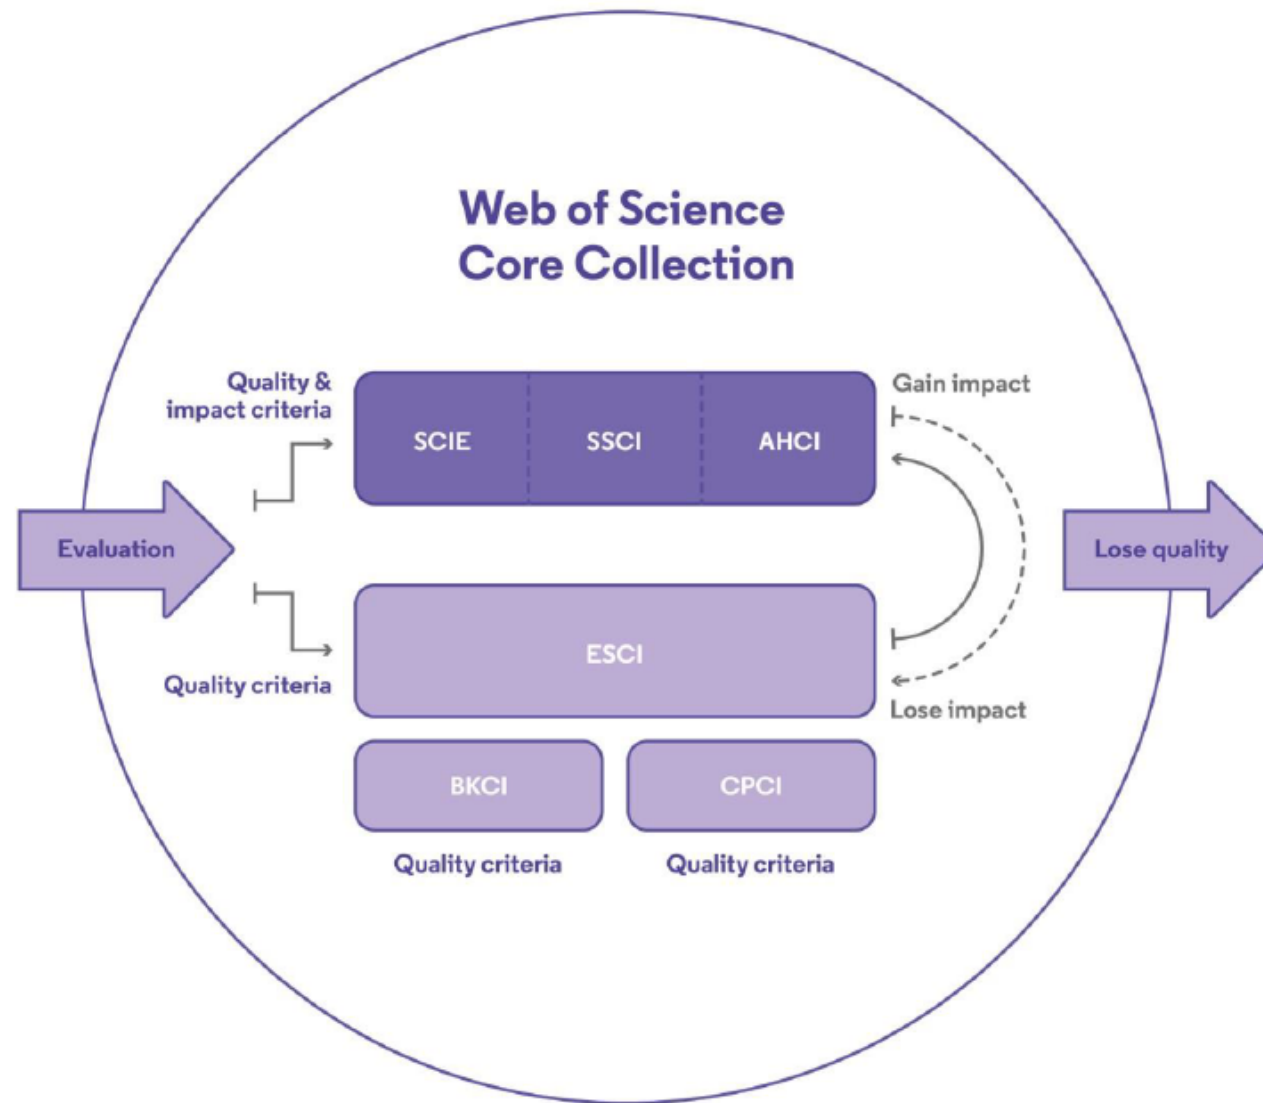 Web of Science
Core Collection
Quality &
impact criteria
SCIE
SSCI
AHCI
Gain impact
Evaluation
Lose quality
ESCI
Quality criteria
Lose impact
BKCI
CPCI
Quality criteria
Quality criteria